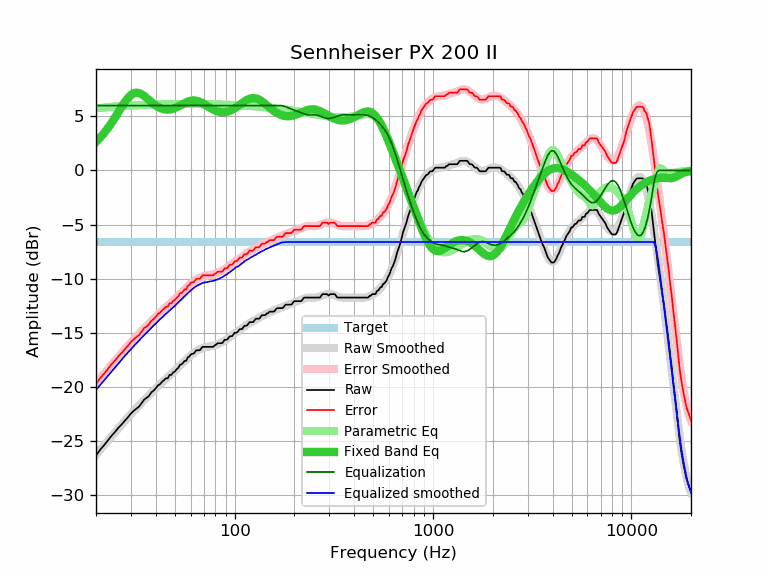 Sennheiser PX 200 II
Amplitude (dBr)
5
0
−5
−10
−15
−20
−25
−30
Target
Raw Smoothed
Error Smoothed
Raw
Error
Parametric Eq
Fixed Band Eq
Equalization
Equalized smoothed
100
1000
10000
Frequency (Hz)